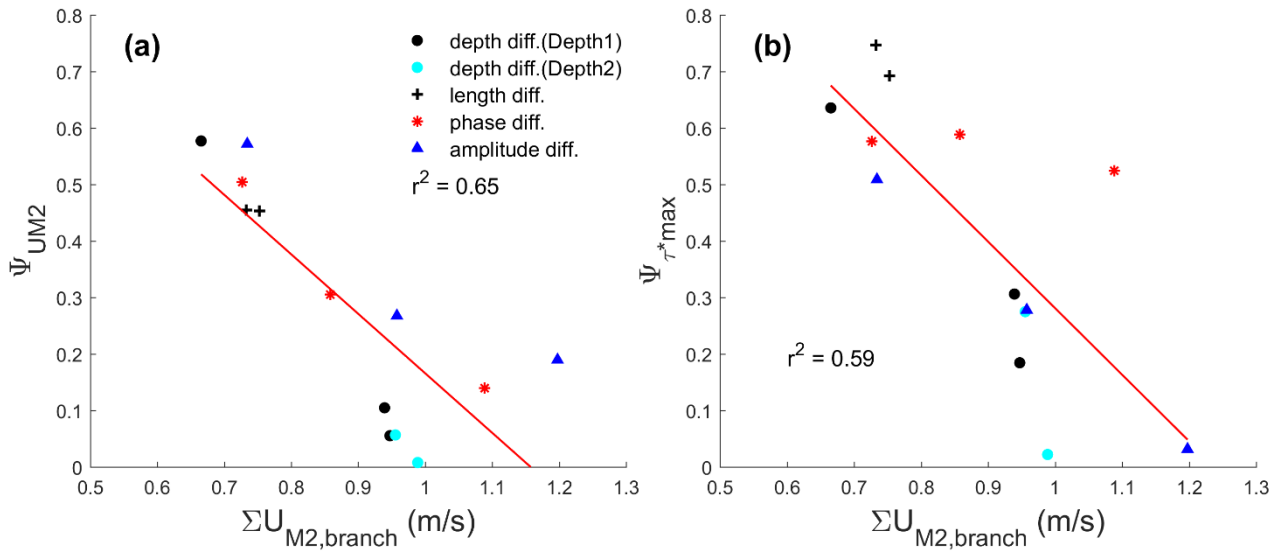 (a)
depth diff.(Depth1)
depth diff.(Depth2)
length diff.
phase diff.
amplitude diff.
r² = 0.65
0.8
0.7
0.6
0.5
0.4
0.3
0.2
0.1
0
Ψ_UM2
0.5 0.6 0.7 0.8 0.9 1 1.1 1.2 1.3
ΣU_M2,branch (m/s)
(b)
r² = 0.59
0.8
0.7
0.6
0.5
0.4
0.3
0.2
0.1
0
Ψ_τ*max
0.5 0.6 0.7 0.8 0.9 1 1.1 1.2 1.3
ΣU_M2,branch (m/s)